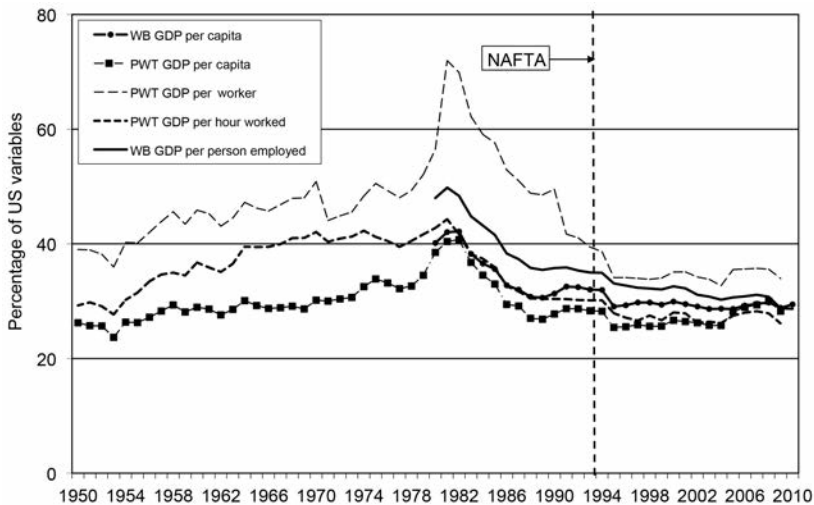 80
60
40
20
0
Percentage of US variables
WB GDP per capita
PWT GDP per capita
PWT GDP per worker
PWT GDP per hour worked
WB GDP per person employed
NAFTA
1950 1954 1958 1962 1966 1970 1974 1978 1982 1986 1990 1994 1998 2002 2006 2010